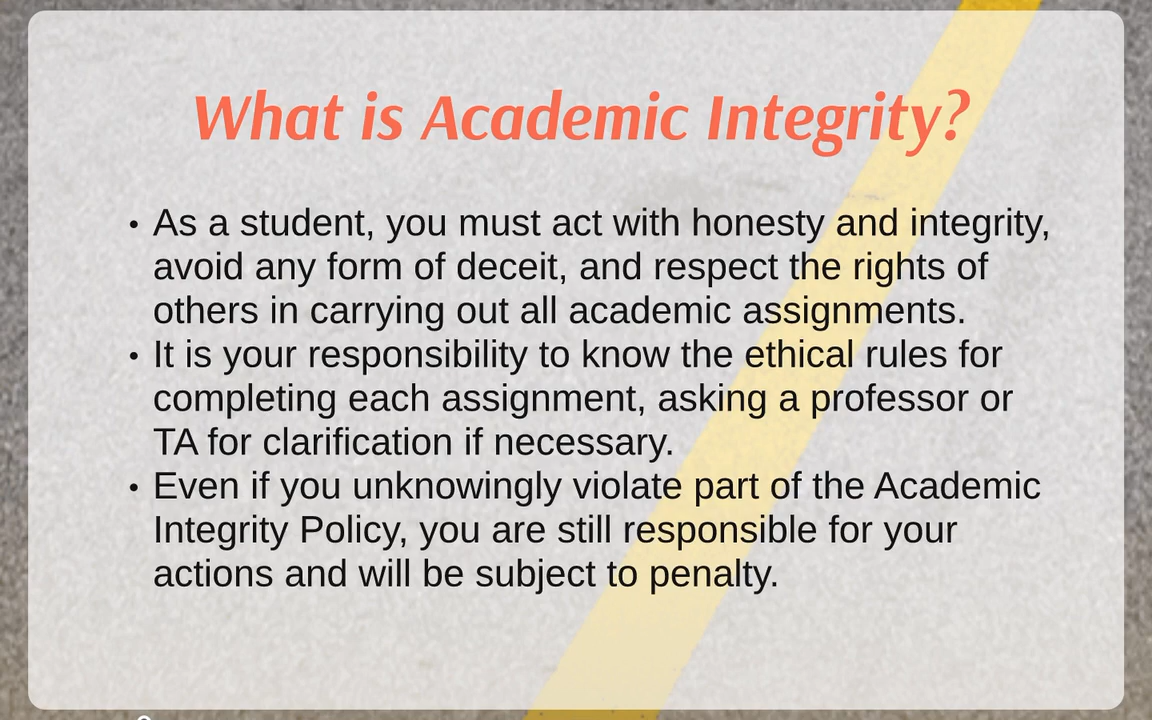 What is Academic Integrity?
• As a student, you must act with honesty and integrity,
avoid any form of deceit, and respect the rights of
others in carrying out all academic assignments.
• It is your responsibility to know the ethical rules for
completing each assignment, asking a professor or
TA for clarification if necessary.
• Even if you unknowingly violate part of the Academic
Integrity Policy, you are still responsible for your
actions and will be subject to penalty.